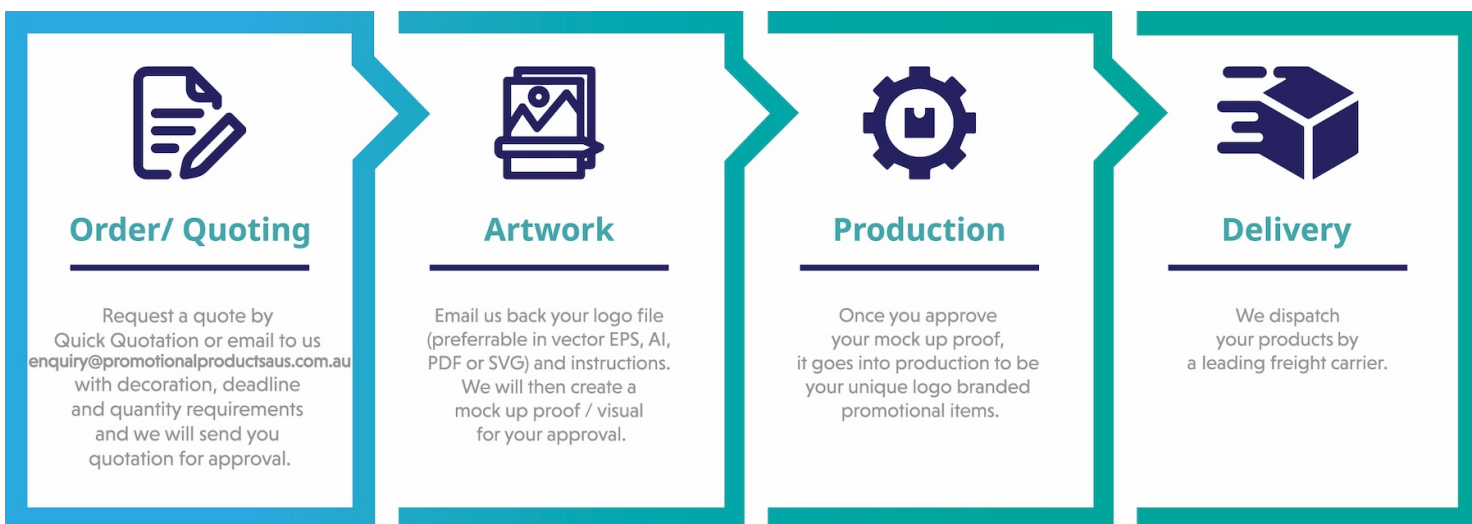 Order/ Quoting
Request a quote by
Quick Quotation or email to us
enquiry@promotionalproductsaus.com.au
with decoration, deadline
and quantity requirements
and we will send you
quotation for approval.
Artwork
Email us back your logo file
(preferrable in vector EPS, AI,
PDF or SVG) and instructions.
We will then create a
mock up proof / visual
for your approval.
Production
Once you approve
your mock up proof,
it goes into production to be
your unique logo branded
promotional items.
Delivery
We dispatch
your products by
a leading freight carrier.